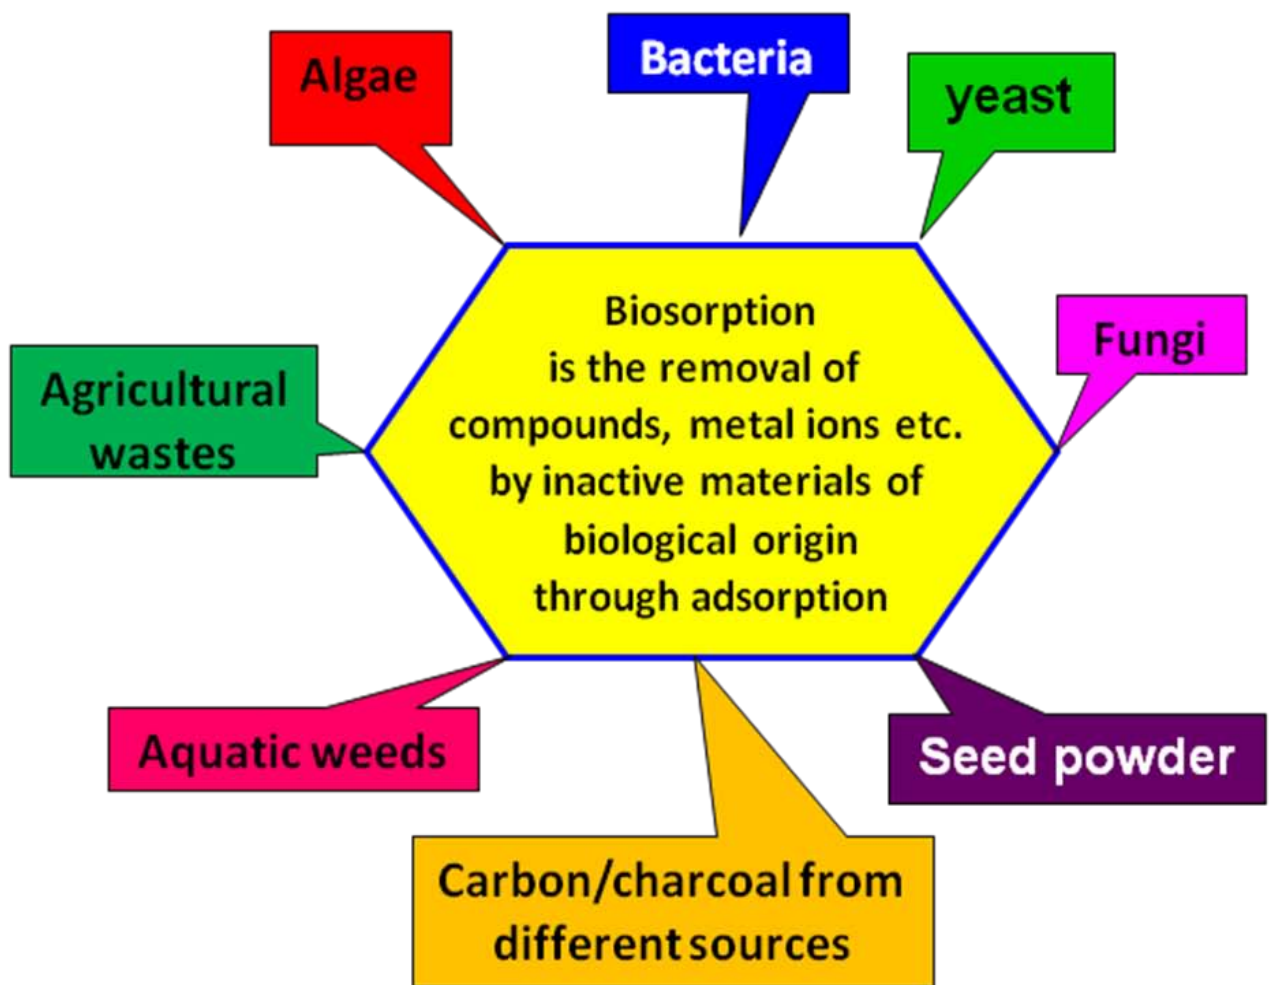 Algae
Bacteria
yeast
Fungi
Agricultural
wastes
Biosorption
is the removal of
compounds, metal ions etc.
by inactive materials of
biological origin
through adsorption
Aquatic weeds
Seed powder
Carbon/charcoal from
different sources